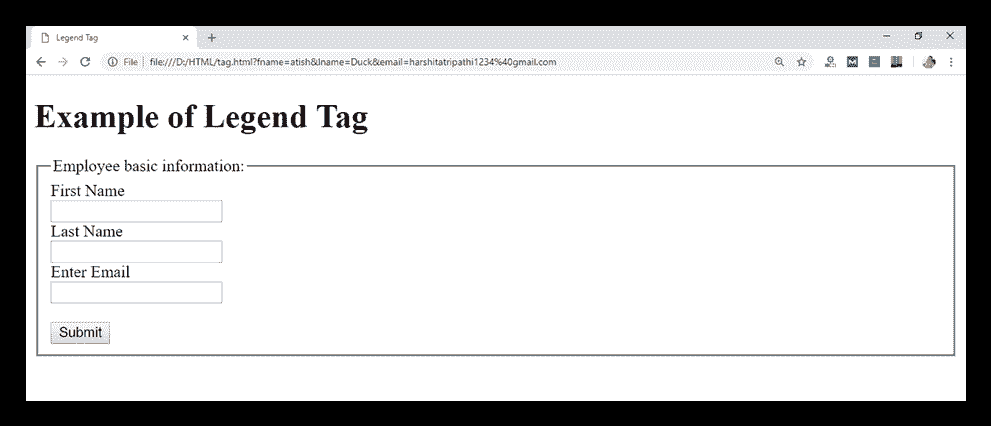 Legend Tag
File file:///D:/HTML/tag.html?fname=atish&lname=Duck&email=harshitatripathi1234%40gmail.com
Example of Legend Tag
Employee basic information:
First Name
Last Name
Enter Email
Submit